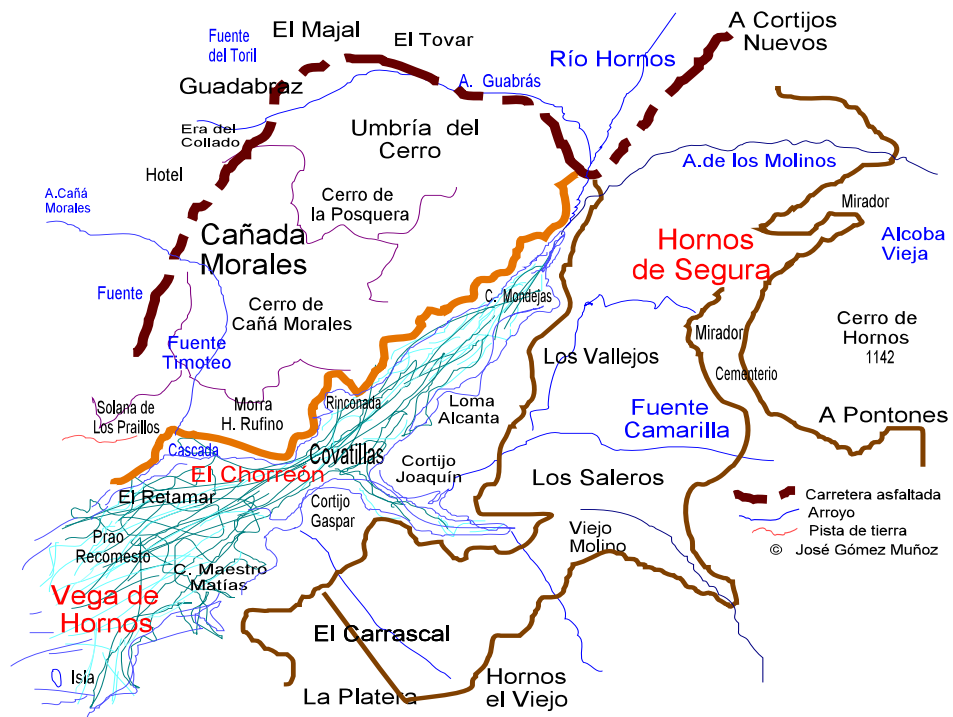 El Majal
A Cortijos
Nuevos
Fuente
del Toril
El Tovar
Río Hornos
Guadabraz
A. Guabrás
Era del
Collado
Umbría del
Cerro
A.de los Molinos
Hotel
A.Cañá
Morales
Cerro de
la Posquera
Mirador
Cañada
Morales
Hornos
de Segura
Alcoba
Vieja
Fuente
C. Mondejas
Cerro de
Cañá Morales
Cerro de
Hornos
1142
Mirador
Fuente
Timoteo
Los Vallejos
Cementerio
Solana de
Los Praillos
Morra
H. Rufino
Rinconada
Loma
Alcanta
Fuente
Camarilla
A Pontones
Cascada
Covatillas
El Chorreón
Cortijo
Joaquín
Los Saleros
El Retamar
Cortijo
Gaspar
Carretera asfaltada
Arroyo
Pista de tierra
© José Gómez Muñoz
Prao
Recomesto
Viejo
Molino
C. Maestro
Matías
Vega de
Hornos
El Carrascal
Isla
La Platera
Hornos
el Viejo